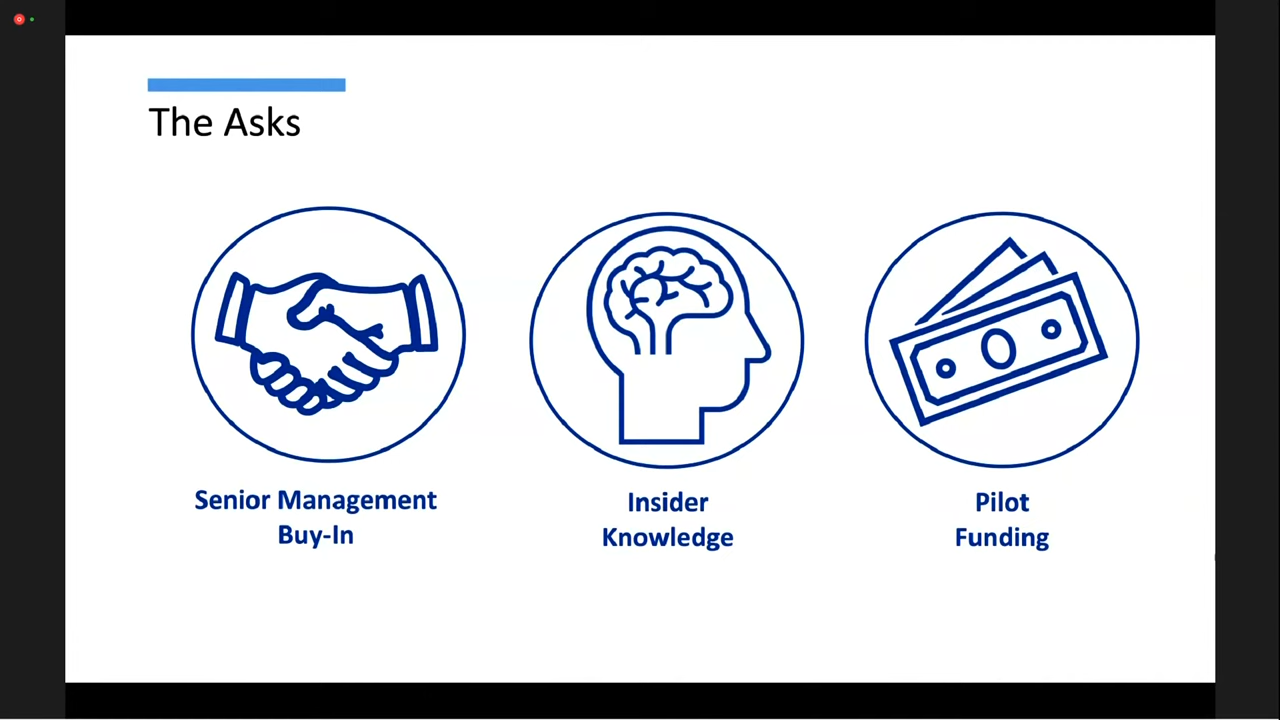 The Asks
Senior Management
Buy-In
Insider
Knowledge
Pilot
Funding